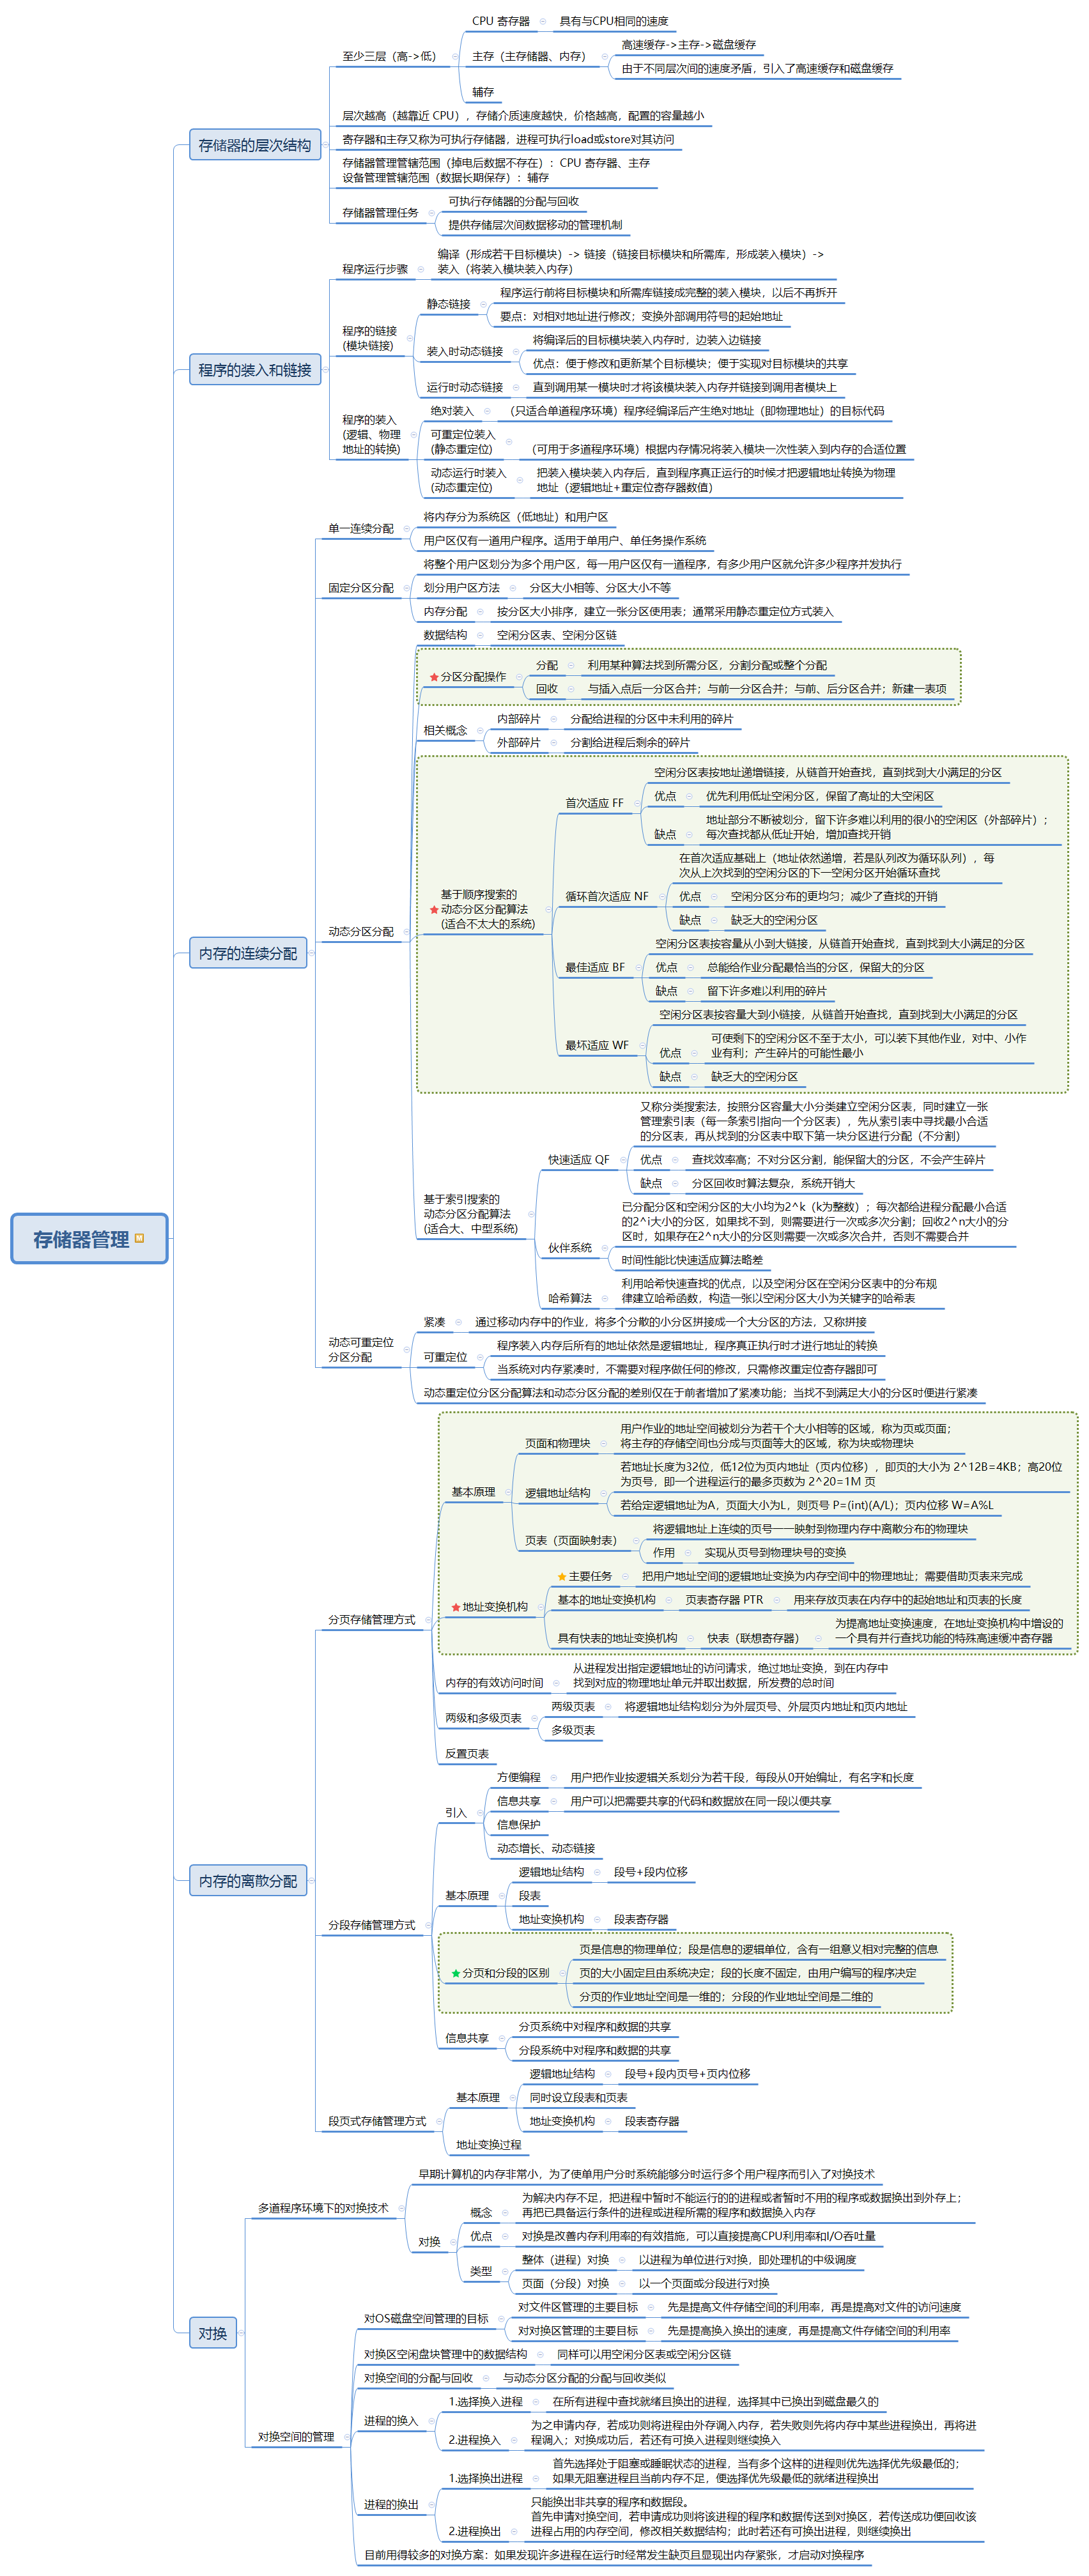 存储器管理
存储器的层次结构
至少三层（高->低）
CPU 寄存器
具有与CPU相同的速度
主存（主存储器、内存）
高速缓存->主存->磁盘缓存
由于不同层次间的速度矛盾，引入了高速缓存和磁盘缓存
辅存
层次越高（越靠近 CPU），存储介质速度越快，价格越高，配置的容量越小
寄存器和主存又称为可执行存储器，进程可执行load或store对其访问
存储器管理管辖范围（掉电后数据不存在）：CPU 寄存器、主存
设备管理管辖范围（数据长期保存）：辅存
存储器管理任务
可执行存储器的分配与回收
提供存储层次间数据移动的管理机制
程序的装入和链接
程序运行步骤
编译（形成若干目标模块）-> 链接（链接目标模块和所需库，形成装入模块）->
装入（将装入模块装入内存）
程序的链接
(模块链接)
静态链接
程序运行前将目标模块和所需库链接成完整的装入模块，以后不再拆开
要点：对相对地址进行修改；变换外部调用符号的起始地址
装入时动态链接
将编译后的目标模块装入内存时，边装入边链接
优点：便于修改和更新某个目标模块；便于实现对目标模块的共享
运行时动态链接
直到调用某一模块时才将该模块装入内存并链接到调用者模块上
程序的装入
(逻辑、物理
地址的转换)
绝对装入
（只适合单道程序环境）程序经编译后产生绝对地址（即物理地址）的目标代码
可重定位装入
(静态重定位)
（可用于多道程序环境）根据内存情况将装入模块一次性装入到内存的合适位置
动态运行时装入
(动态重定位)
把装入模块装入内存后，直到程序真正运行的时候才把逻辑地址转换为物理
地址（逻辑地址+重定位寄存器数值）
内存的连续分配
单一连续分配
将内存分为系统区（低地址）和用户区
用户区仅有一道用户程序。适用于单用户、单任务操作系统
固定分区分配
将整个用户区划分为多个用户区，每一用户区仅有一道程序，有多少用户区就允许多少程序并发执行
划分用户区方法
分区大小相等、分区大小不等
内存分配
按分区大小排序，建立一张分区使用表；通常采用静态重定位方式装入
动态分区分配
数据结构
空闲分区表、空闲分区链
分区分配操作
分配
利用某种算法找到所需分区，分割分配或整个分配
回收
与插入点后一分区合并；与前一分区合并；与前、后分区合并；新建一表项
相关概念
内部碎片
分配给进程的分区中未利用的碎片
外部碎片
分割给进程后剩余的碎片
基于顺序搜索的
动态分区分配算法
(适合不太大的系统)
首次适应 FF
空闲分区表按地址递增链接，从链首开始查找，直到找到大小满足的分区
优点
优先利用低址空闲分区，保留了高址的大空闲区
缺点
地址部分不断被划分，留下许多难以利用的很小的空闲区（外部碎片）；
每次查找都从低址开始，增加查找开销
循环首次适应 NF
在首次适应基础上（地址依然递增，若是队列改为循环队列），每
次从上次找到的空闲分区的下一空闲分区开始循环查找
优点
空闲分区分布的更均匀；减少了查找的开销
缺点
缺乏大的空闲分区
最佳适应 BF
空闲分区表按容量从小到大链接，从链首开始查找，直到找到大小满足的分区
优点
总能给作业分配最恰当的分区，保留大的分区
缺点
留下许多难以利用的碎片
最坏适应 WF
空闲分区表按容量大到小链接，从链首开始查找，直到找到大小满足的分区
优点
可使剩下的空闲分区不至于太小，可以装下其他作业，对中、小作
业有利；产生碎片的可能性最小
缺点
缺乏大的空闲分区
基于索引搜索的
动态分区分配算法
(适合大、中型系统)
快速适应 QF
又称分类搜索法，按照分区容量大小分类建立空闲分区表，同时建立一张
管理索引表（每一条索引指向一个分区表），先从索引表中寻找最小合适
的分区表，再从找到的分区表中取下第一块分区进行分配（不分割）
优点
查找效率高；不对分区分割，能保留大的分区，不会产生碎片
缺点
分区回收时算法复杂，系统开销大
伙伴系统
已分配分区和空闲分区的大小均为2^k（k为整数）；每次都给进程分配最小合适
的2^i大小的分区，如果找不到，则需要进行一次或多次分割；回收2^n大小的分
区时，如果存在2^n大小的分区则需要一次或多次合并，否则不需要合并
时间性能比快速适应算法略差
哈希算法
利用哈希快速查找的优点，以及空闲分区在空闲分区表中的分布规
律建立哈希函数，构造一张以空闲分区大小为关键字的哈希表
动态可重定位
分区分配
紧凑
通过移动内存中的作业，将多个分散的小分区拼接成一个大分区的方法，又称拼接
可重定位
程序装入内存后所有的地址依然是逻辑地址，程序真正执行时才进行地址的转换
当系统对内存紧凑时，不需要对程序做任何的修改，只需修改重定位寄存器即可
动态重定位分区分配算法和动态分区分配的差别仅在于前者增加了紧凑功能；当找不到满足大小的分区时便进行紧凑
内存的离散分配
分页存储管理方式
基本原理
页面和物理块
用户作业的地址空间被划分为若干个大小相等的区域，称为页或页面；
将主存的存储空间也分成与页面等大的区域，称为块或物理块
逻辑地址结构
若地址长度为32位，低12位为页内地址（页内位移），即页的大小为 2^12B=4KB；高20位
为页号，即一个进程运行的最多页数为 2^20=1M 页
若给定逻辑地址为A，页面大小为L，则页号 P=(int)(A/L)；页内位移 W=A%L
页表（页面映射表）
将逻辑地址上连续的页号一一映射到物理内存中离散分布的物理块
作用
实现从页号到物理块号的变换
地址变换机构
主要任务
把用户地址空间的逻辑地址变换为内存空间中的物理地址；需要借助页表来完成
基本的地址变换机构
页表寄存器 PTR
用来存放页表在内存中的起始地址和页表的长度
具有快表的地址变换机构
快表（联想寄存器）
为提高地址变换速度，在地址变换机构中增设的
一个具有并行查找功能的特殊高速缓冲寄存器
内存的有效访问时间
从进程发出指定逻辑地址的访问请求，绝过地址变换，到在内存中
找到对应的物理地址单元并取出数据，所发费的总时间
两级和多级页表
两级页表
将逻辑地址结构划分为外层页号、外层页内地址和页内地址
多级页表
反置页表
分段存储管理方式
引入
方便编程
用户把作业按逻辑关系划分为若干段，每段从0开始编址，有名字和长度
信息共享
用户可以把需要共享的代码和数据放在同一段以便共享
信息保护
动态增长、动态链接
基本原理
逻辑地址结构
段号+段内位移
段表
地址变换机构
段表寄存器
分页和分段的区别
页是信息的物理单位；段是信息的逻辑单位，含有一组意义相对完整的信息
页的大小固定且由系统决定；段的长度不固定，由用户编写的程序决定
分页的作业地址空间是一维的；分段的作业地址空间是二维的
信息共享
分页系统中对程序和数据的共享
分段系统中对程序和数据的共享
段页式存储管理方式
基本原理
逻辑地址结构
段号+段内页号+页内位移
同时设立段表和页表
地址变换机构
段表寄存器
地址变换过程
对换
多道程序环境下的对换技术
早期计算机的内存非常小，为了使单用户分时系统能够分时运行多个用户程序而引入了对换技术
对换
概念
为解决内存不足，把进程中暂时不能运行的的进程或者暂时不用的程序或数据换出到外存上；
再把已具备运行条件的进程或进程所需的程序和数据换入内存
优点
对换是改善内存利用率的有效措施，可以直接提高CPU利用率和I/O吞吐量
类型
整体（进程）对换
以进程为单位进行对换，即处理机的中级调度
页面（分段）对换
以一个页面或分段进行对换
对换空间的管理
对OS磁盘空间管理的目标
对文件区管理的主要目标
先是提高文件存储空间的利用率，再是提高对文件的访问速度
对对换区管理的主要目标
先是提高换入换出的速度，再是提高文件存储空间的利用率
对换区空闲盘块管理中的数据结构
同样可以用空闲分区表或空闲分区链
对换空间的分配与回收
与动态分区分配的分配与回收类似
进程的换入
1.选择换入进程
在所有进程中查找就绪且换出的进程，选择其中已换出到磁盘最久的
2.进程换入
为之申请内存，若成功则将进程由外存调入内存，若失败则先将内存中某些进程换出，再将进
程调入；对换成功后，若还有可换入进程则继续换入
进程的换出
1.选择换出进程
首先选择处于阻塞或睡眠状态的进程，当有多个这样的进程则优先选择优先级最低的；
如果无阻塞进程且当前内存不足，便选择优先级最低的就绪进程换出
2.进程换出
只能换出非共享的程序和数据段。
首先申请对换空间，若申请成功则将该进程的程序和数据传送到对换区，若传送成功便回收该
进程占用的内存空间，修改相关数据结构；此时若还有可换出进程，则继续换出
目前用得较多的对换方案：如果发现许多进程在运行时经常发生缺页且显现出内存紧张，才启动对换程序